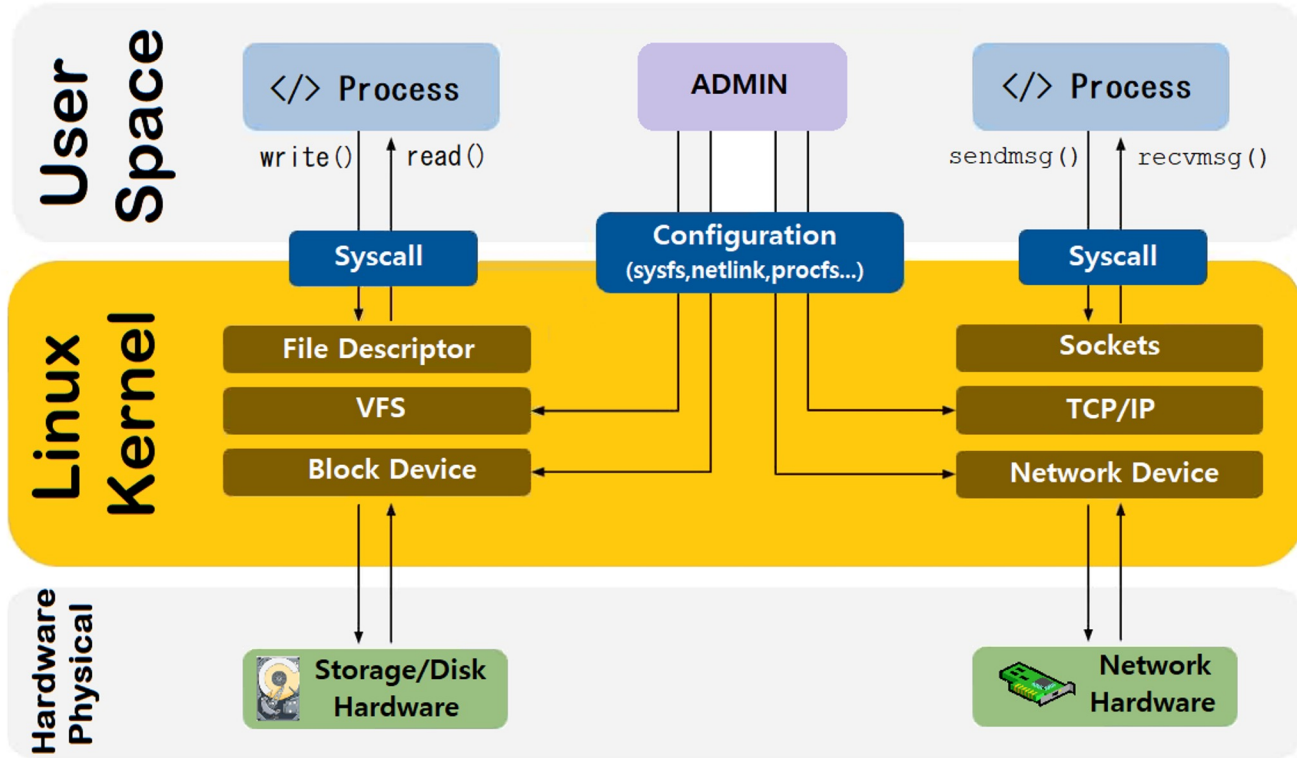 User
Space
</> Process
ADMIN
</> Process
write()
read()
sendmsg()
recvmsg()
Syscall
Configuration
(sysfs,netlink,procfs...)
Syscall
Linux
Kernel
File Descriptor
VFS
Block Device
Sockets
TCP/IP
Network Device
Hardware
Physical
Storage/Disk
Hardware
Network
Hardware